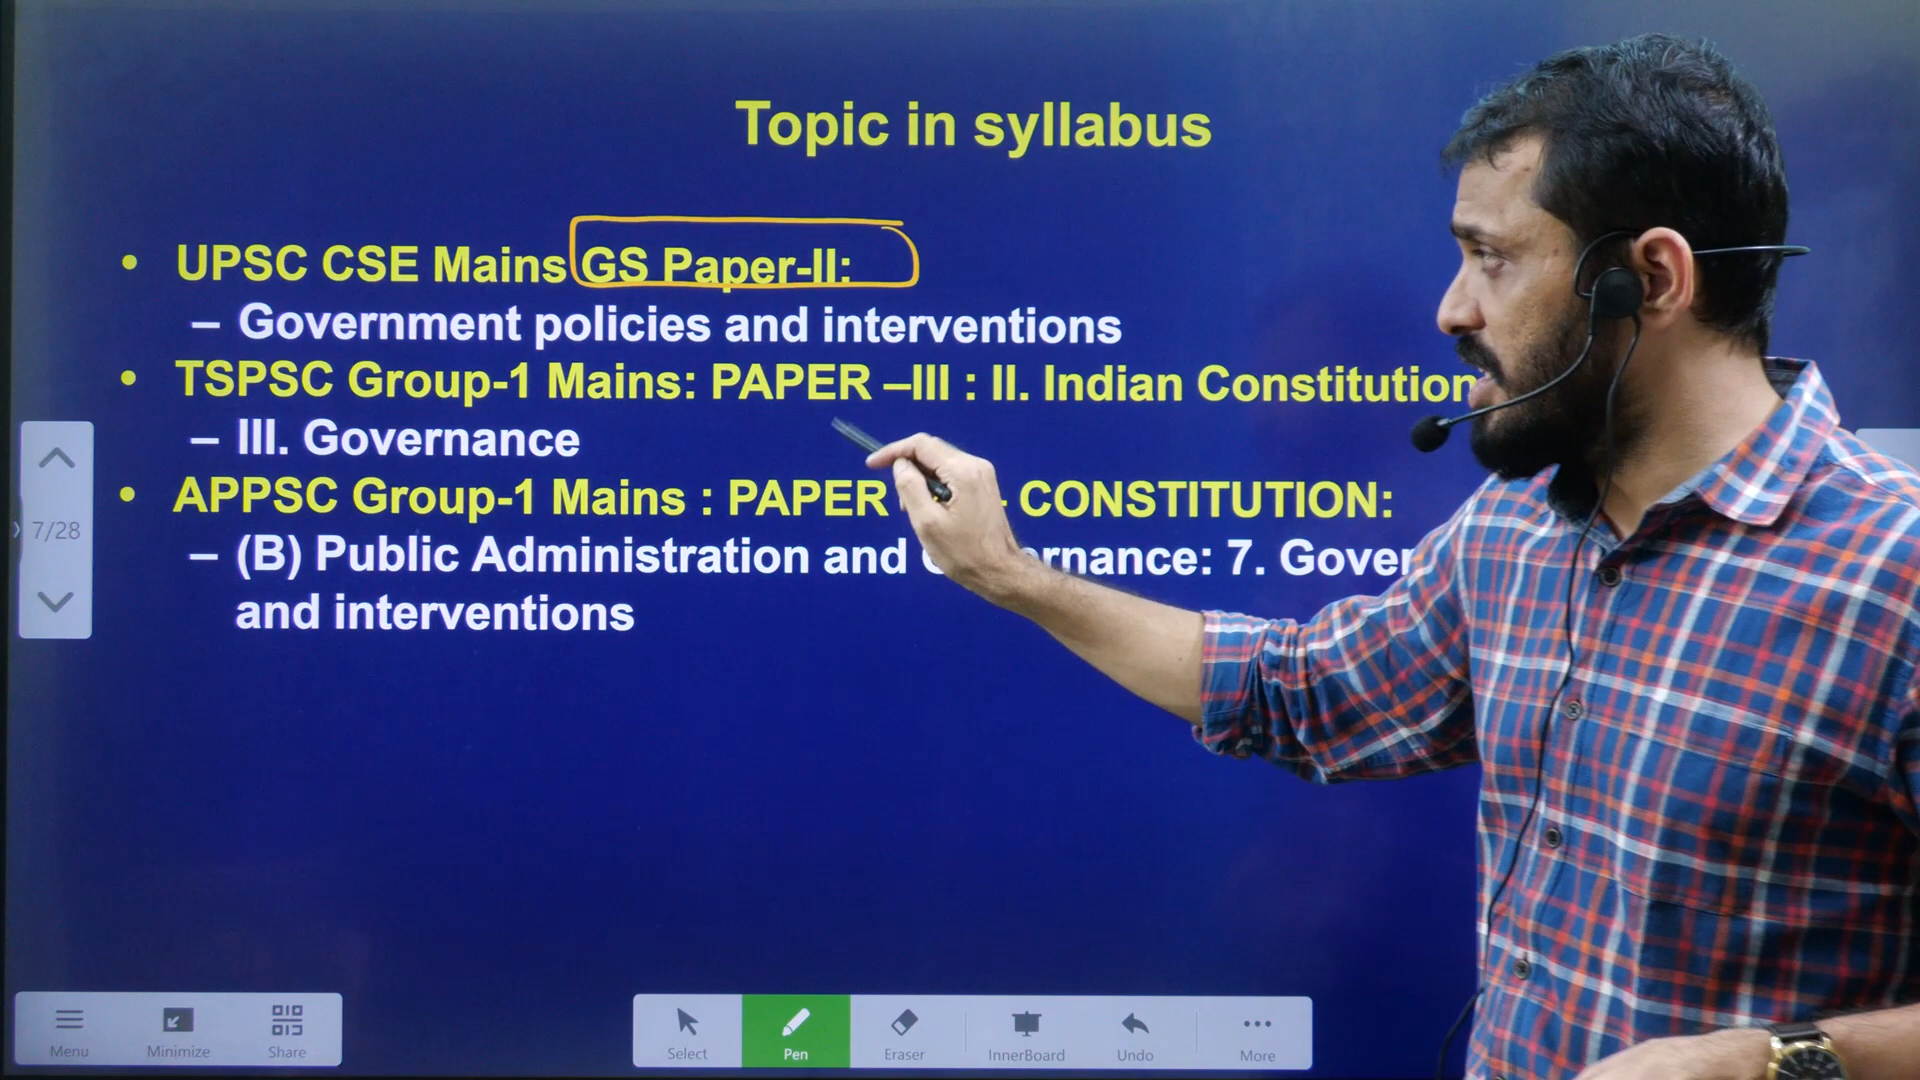 Topic in syllabus
• UPSC CSE Mains GS Paper-II:
– Government policies and interventions
• TSPSC Group-1 Mains: PAPER –III : II. Indian Constitution
– III. Governance
• APPSC Group-1 Mains : PAPER - CONSTITUTION:
– (B) Public Administration and 7.
and interventions
7/28
Menu Minimize Share
Select Pen Eraser InnerBoard Undo More